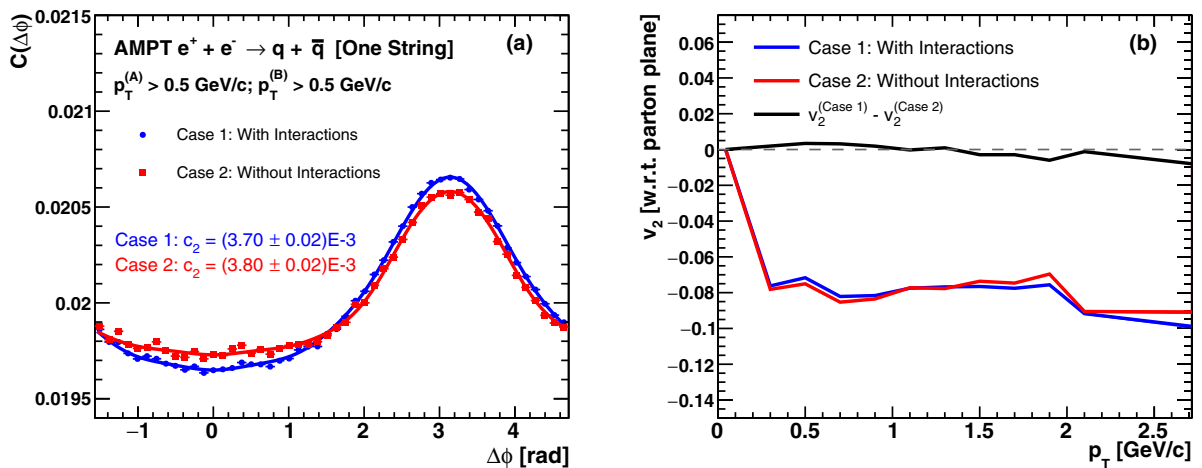 C(Δϕ)
0.0215
0.021
0.0205
0.02
0.0195
AMPT e⁺ + e⁻ → q + q̅ [One String]
(a)
p_T^(A) > 0.5 GeV/c; p_T^(B) > 0.5 GeV/c
Case 1: With Interactions
Case 2: Without Interactions
Case 1: c₂ = (3.70 ± 0.02)E-3
Case 2: c₂ = (3.80 ± 0.02)E-3
−1 0 1 2 3 4
Δϕ [rad]
v₂ [w.r.t. parton plane]
0.06
0.04
0.02
0
−0.02
−0.04
−0.06
−0.08
−0.1
−0.12
−0.14
(b)
Case 1: With Interactions
Case 2: Without Interactions
v₂^(Case 1) - v₂^(Case 2)
0 0.5 1 1.5 2 2.5
p_T [GeV/c]